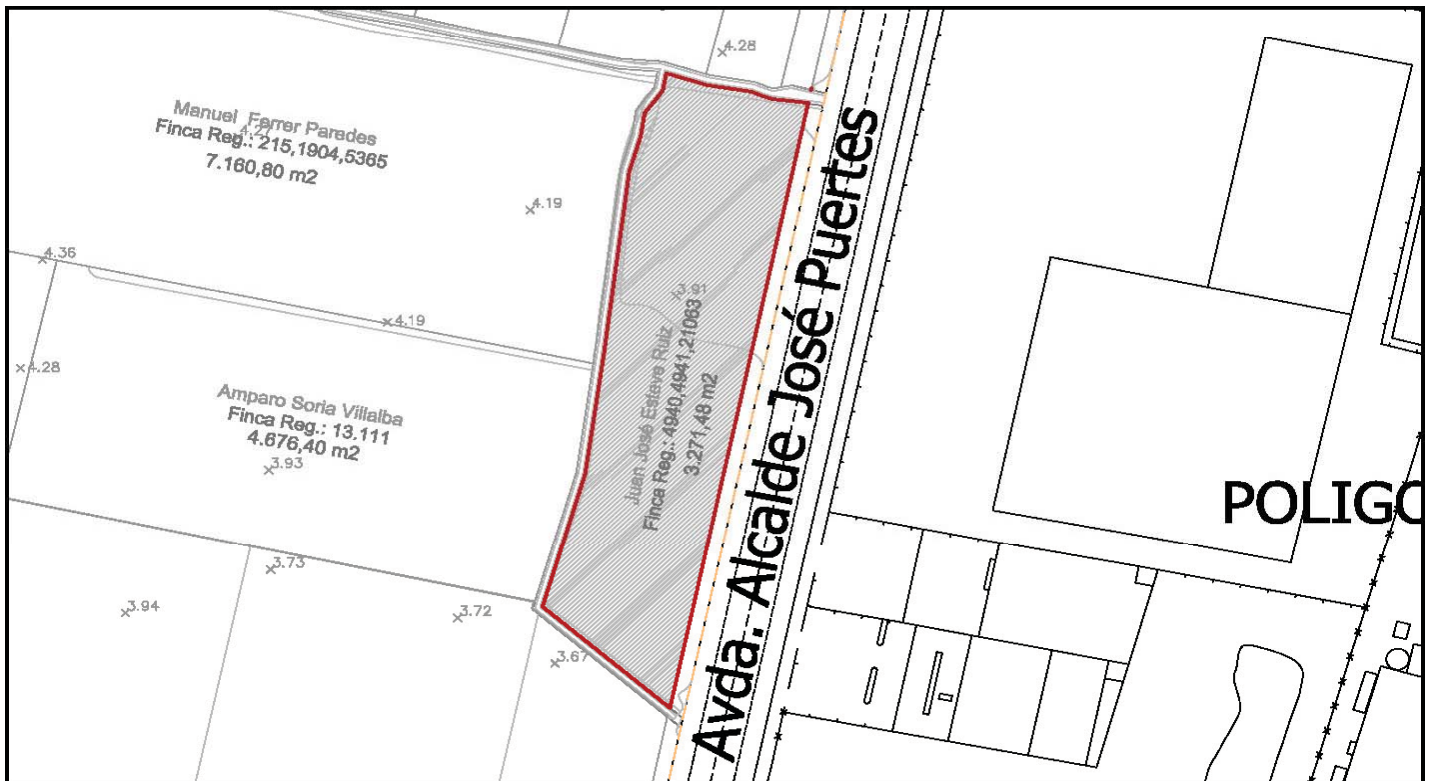 4.28
Manuel Ferrer Paredes
4.27
Finca Reg.: 215,1904,5365
7.160,80 m2
4.19
4.36
4.19
4.28
Amparo Soria Villalba
Finca Reg.: 13.111
4.676,40 m2
3.93
3.91
Juan José Esteve Ruiz
Finca Reg.: 4940,4941,21063
3.271,48 m2
Avda. Alcalde José Puertes
POLIGO
3.73
3.94
3.72
3.67